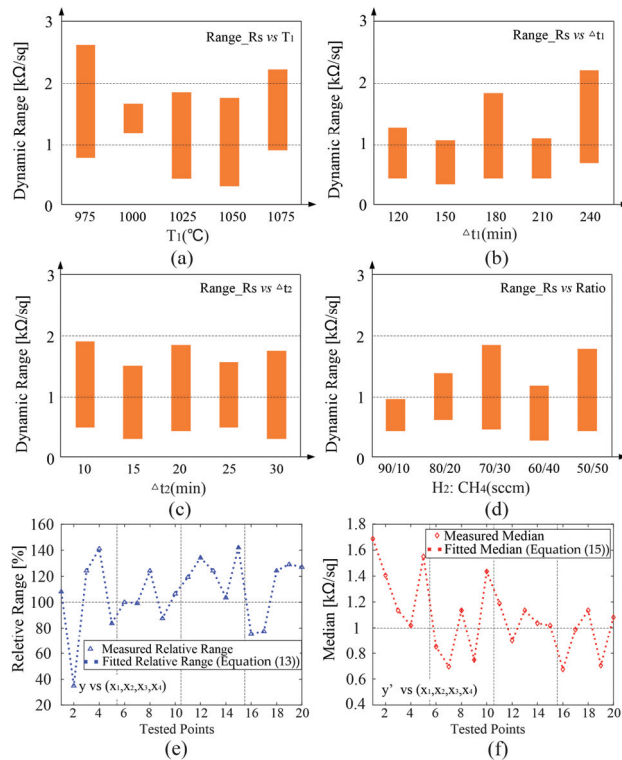 Range_Rs vs T1
Dynamic Range [kΩ/sq]
3
2
1
0
975 1000 1025 1050 1075
T1(℃)
(a)
Range_Rs vs △t1
Dynamic Range [kΩ/sq]
3
2
1
0
120 150 180 210 240
△t1(min)
(b)
Range_Rs vs △t2
Dynamic Range [kΩ/sq]
3
2
1
0
10 15 20 25 30
△t2(min)
(c)
Range_Rs vs Ratio
Dynamic Range [kΩ/sq]
3
2
1
0
90/10 80/20 70/30 60/40 50/50
H2: CH4(sccm)
(d)
Reletive Range [%]
160
140
120
100
80
60
40
20
Measured Relative Range
Fitted Relative Range (Equation (13))
y vs (x1,x2,x3,x4)
2 4 6 8 10 12 14 16 18 20
Tested Points
(e)
Median [kΩ/sq]
1.8
1.6
1.4
1.2
1
0.8
0.6
0.4
Measured Median
Fitted Median (Equation (15))
y' vs (x1,x2,x3,x4)
2 4 6 8 10 12 14 16 18 20
Tested Points
(f)